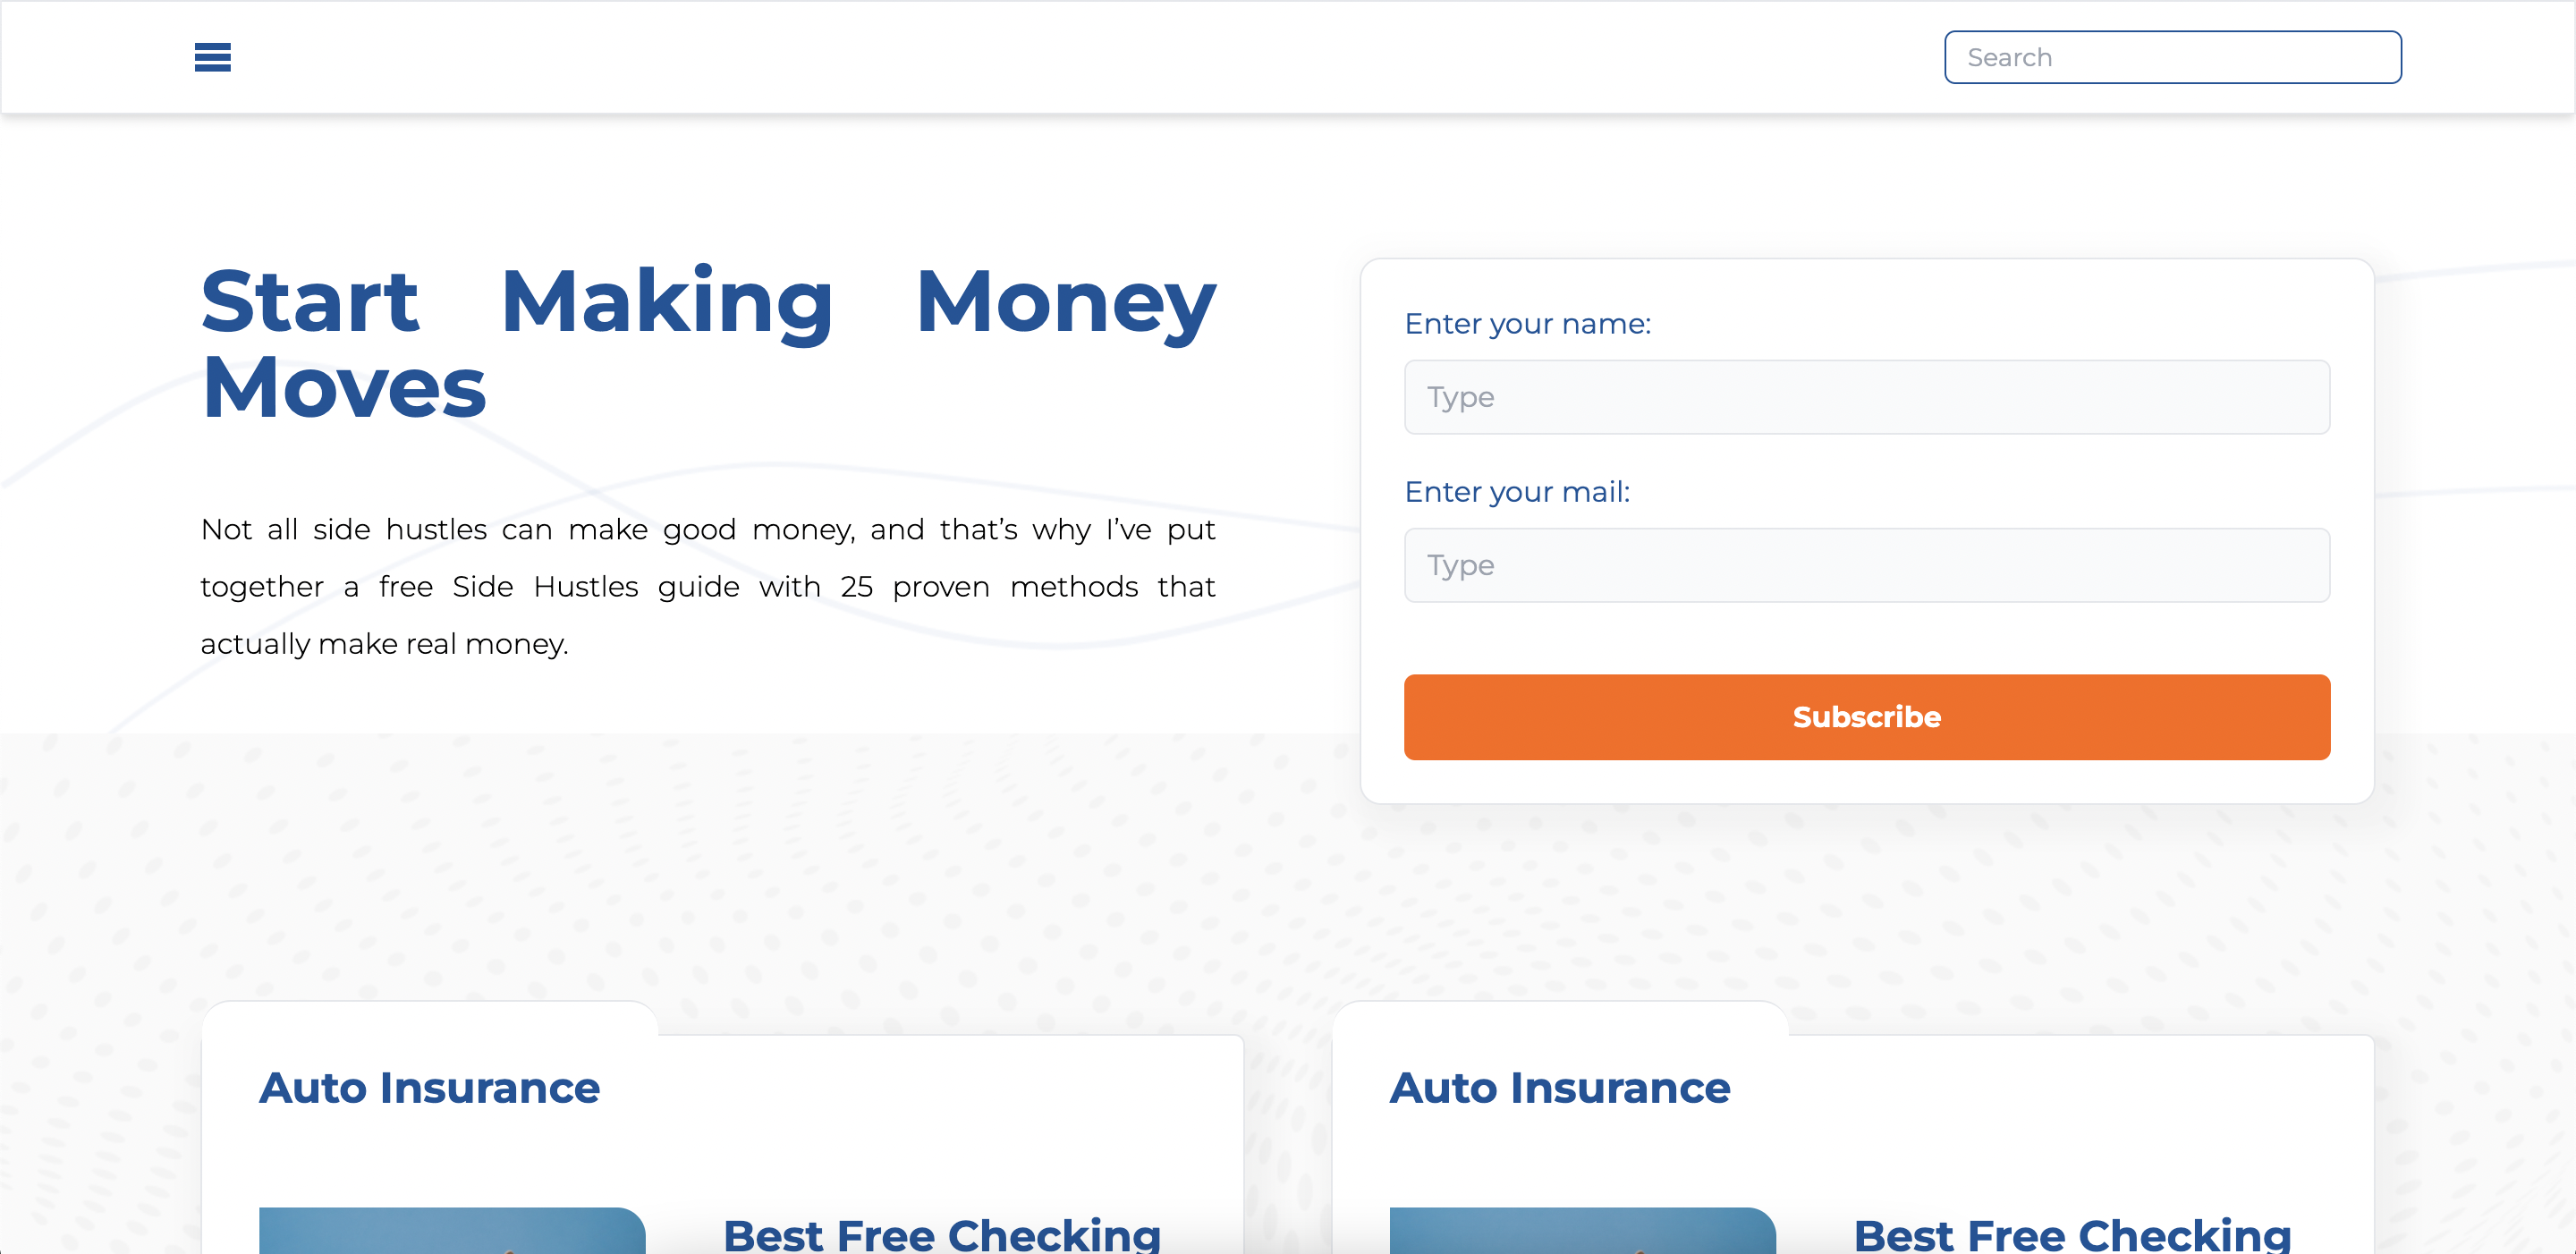 Search
Start Making Money
Moves
Not all side hustles can make good money, and that’s why I’ve put
together a free Side Hustles guide with 25 proven methods that
actually make real money.
Enter your name:
Type
Enter your mail:
Type
Subscribe
Auto Insurance
Best Free Checking
Auto Insurance
Best Free Checking